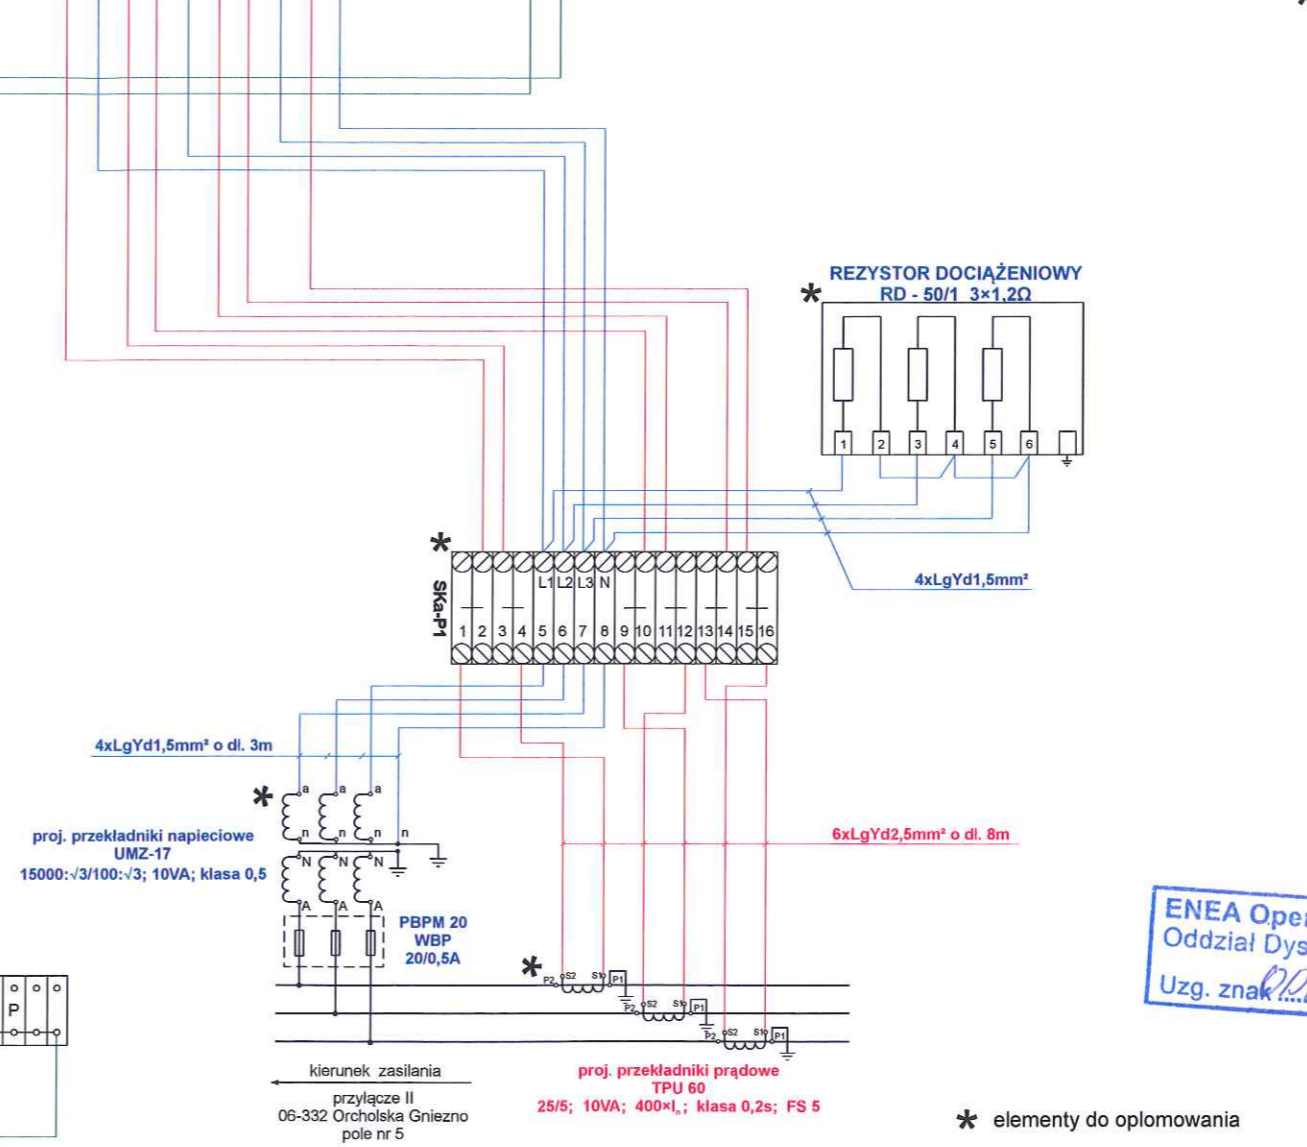 REZYSTOR DOCIĄŻENIOWY
RD - 50/1 3×1,2Ω
1 2 3 4 5 6
4xLgYd1,5mm²
SKa-P1
L1 L2 L3 N
1 2 3 4 5 6 7 8 9 10 11 12 13 14 15 16
4xLgYd1,5mm² o dł. 3m
a a a
n n n n
proj. przekładniki napieciowe
UMZ-17
15000:√3/100:√3; 10VA; klasa 0,5
N N N
A A A
PBPM 20
WBP
20/0,5A
6xLgYd2,5mm² o dł. 8m
P2 S2 S1 P1
P2 S2 S1 P1
P2 S2 S1 P1
P
kierunek zasilania
przyłącze II
06-332 Orcholska Gniezno
pole nr 5
proj. przekładniki prądowe
TPU 60
25/5; 10VA; 400×Iₙ; klasa 0,2s; FS 5
ENEA Oper
Oddział Dys
Uzg. znak
* elementy do oplomowania